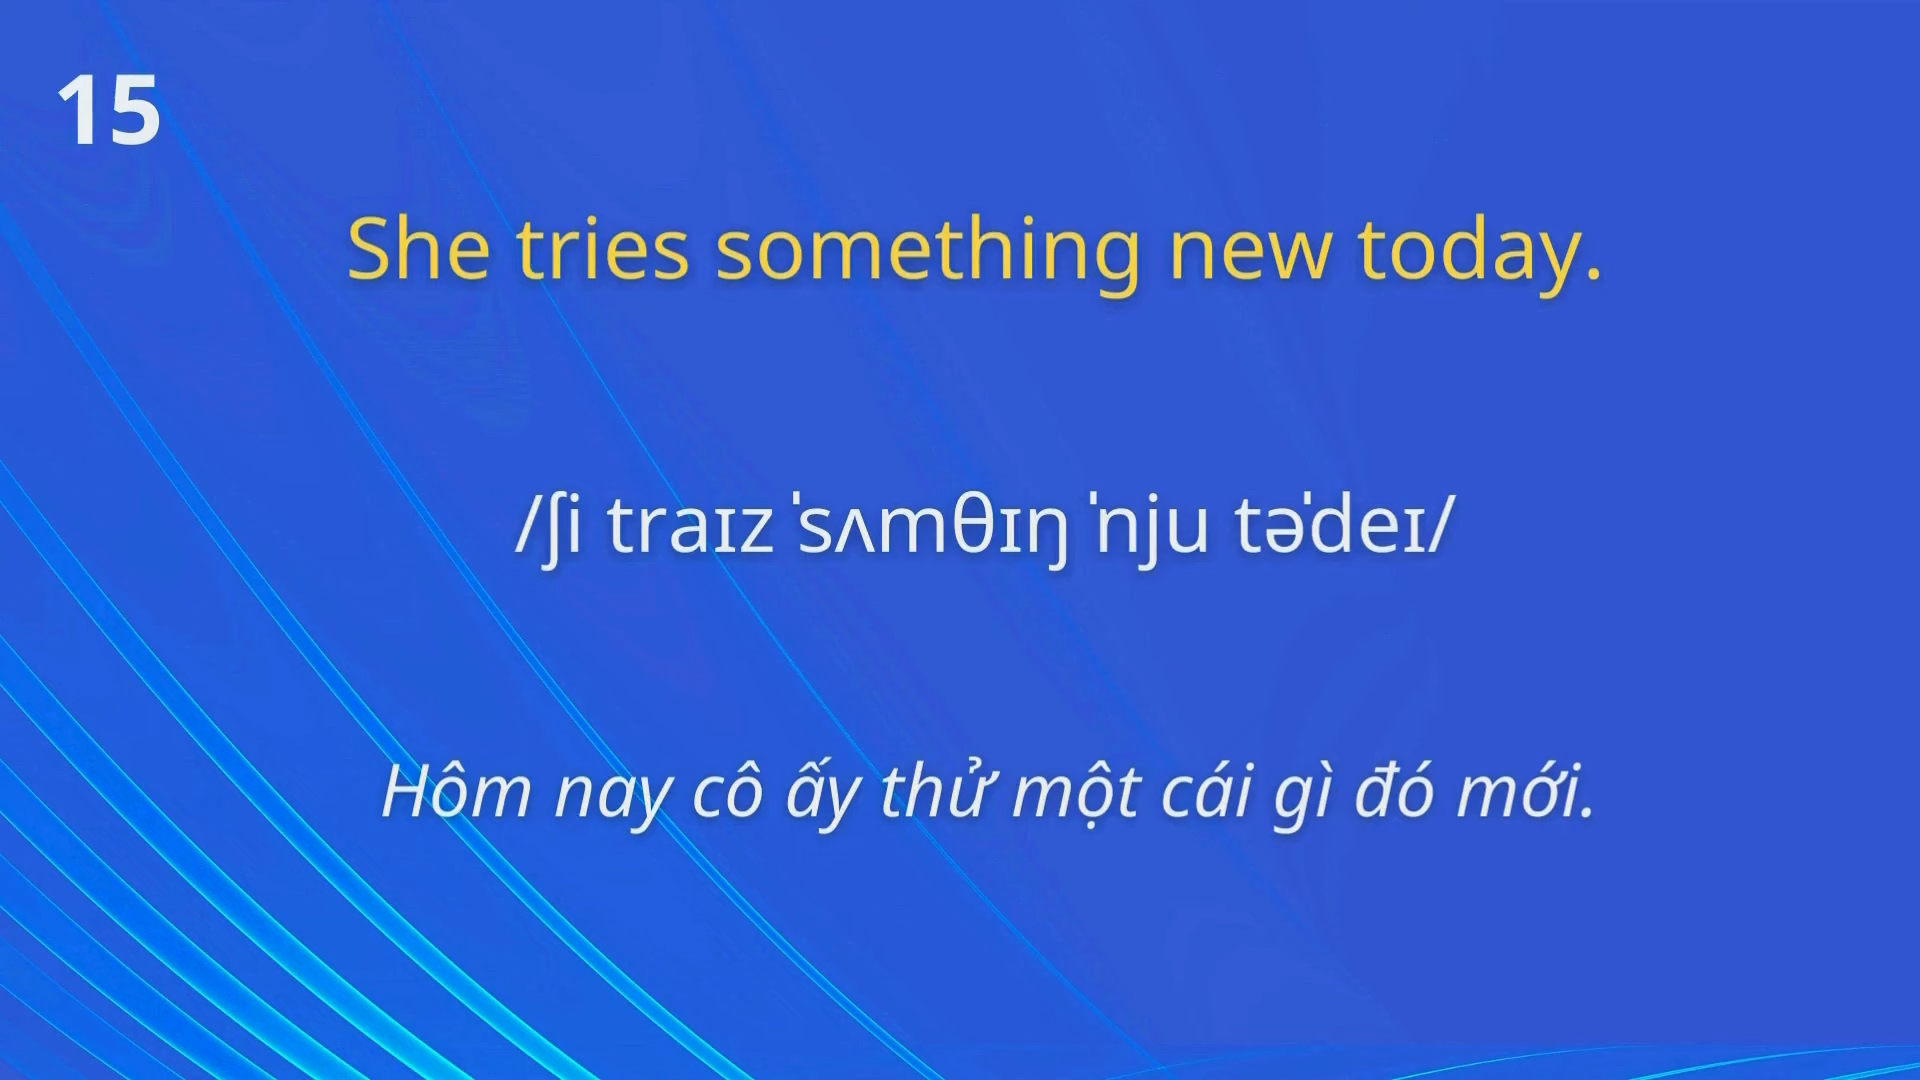 15
She tries something new today.
/ʃi traɪz ˈsʌmθɪŋ ˈnju təˈdeɪ/
Hôm nay cô ấy thử một cái gì đó mới.